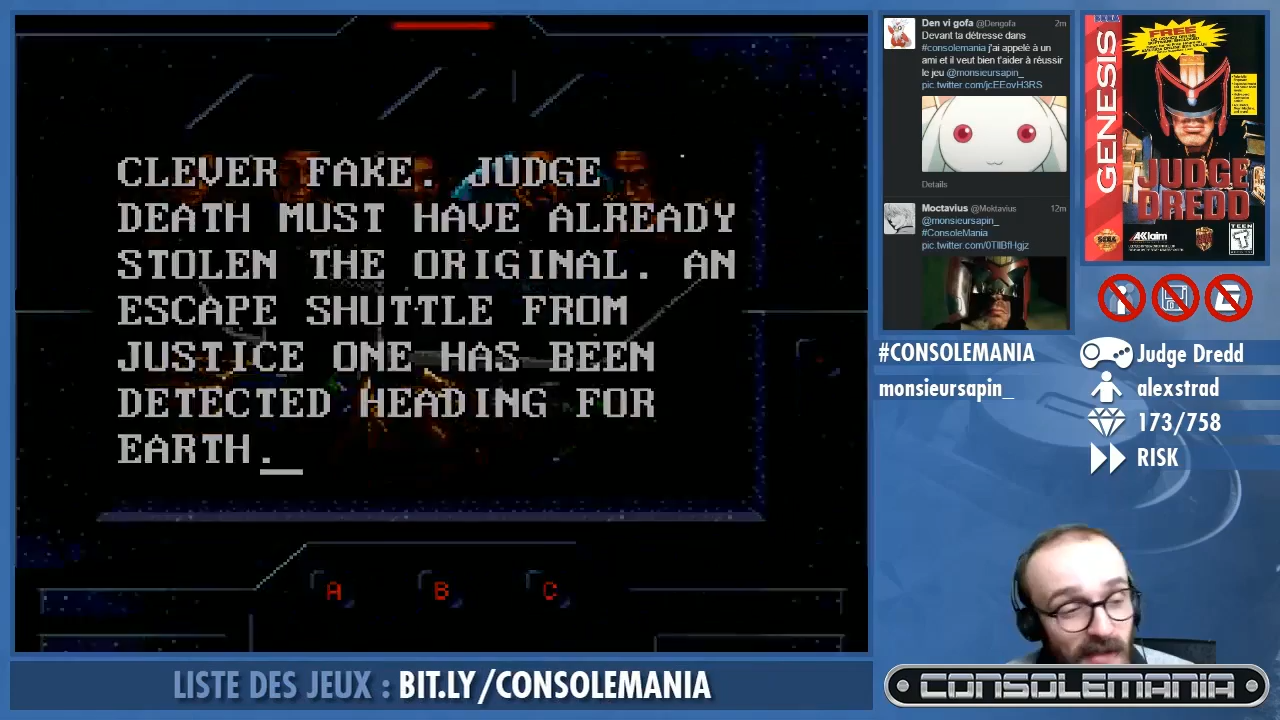 CLEVER FAKE. JUDGE
DEATH MUST HAVE ALREADY
STOLEN THE ORIGINAL. AN
ESCAPE SHUTTLE FROM
JUSTICE ONE HAS BEEN
DETECTED HEADING FOR
EARTH.
A B C
Den vi gofa @Dengofa 2m
Devant ta détresse dans
#consolemania j'ai appelé à un
ami et il veut bien t'aider à réussir
le jeu @monsieursapin_
pic.twitter.com/jcEEovH3RS
Details
Moctavius @Moktavius 12m
@monsieursapin_
#ConsoleMania
FREE
GENESIS
JUDGE
DREDD
AKclaim
TEEN
#CONSOLEMANIA
monsieursapin_
Judge Dredd
alexstrad
173/758
RISK
LISTE DES JEUX : BIT.LY/CONSOLEMANIA
CONSOLEMANIA